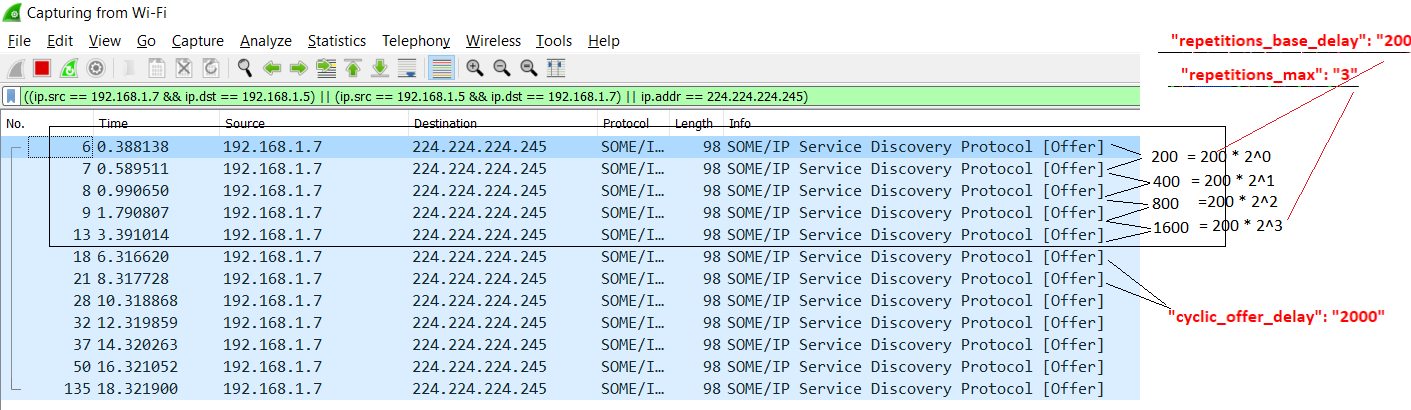 Capturing from Wi-Fi
File Edit View Go Capture Analyze Statistics Telephony Wireless Tools Help
"repetitions_base_delay": "200
"repetitions_max": "3"
((ip.src == 192.168.1.7 && ip.dst == 192.168.1.5) || (ip.src == 192.168.1.5 && ip.dst == 192.168.1.7) || ip.addr == 224.224.224.245)
No. Time Source Destination Protocol Length Info
6 0.388138 192.168.1.7 224.224.224.245 SOME/I… 98 SOME/IP Service Discovery Protocol [Offer]
200 = 200 * 2^0
7 0.589511 192.168.1.7 224.224.224.245 SOME/I… 98 SOME/IP Service Discovery Protocol [Offer]
400 = 200 * 2^1
8 0.990650 192.168.1.7 224.224.224.245 SOME/I… 98 SOME/IP Service Discovery Protocol [Offer]
800 =200 * 2^2
9 1.790807 192.168.1.7 224.224.224.245 SOME/I… 98 SOME/IP Service Discovery Protocol [Offer]
1600 = 200 * 2^3
13 3.391014 192.168.1.7 224.224.224.245 SOME/I… 98 SOME/IP Service Discovery Protocol [Offer]
18 6.316620 192.168.1.7 224.224.224.245 SOME/I… 98 SOME/IP Service Discovery Protocol [Offer]
21 8.317728 192.168.1.7 224.224.224.245 SOME/I… 98 SOME/IP Service Discovery Protocol [Offer]
28 10.318868 192.168.1.7 224.224.224.245 SOME/I… 98 SOME/IP Service Discovery Protocol [Offer]
32 12.319859 192.168.1.7 224.224.224.245 SOME/I… 98 SOME/IP Service Discovery Protocol [Offer]
"cyclic_offer_delay": "2000"
37 14.320263 192.168.1.7 224.224.224.245 SOME/I… 98 SOME/IP Service Discovery Protocol [Offer]
50 16.321052 192.168.1.7 224.224.224.245 SOME/I… 98 SOME/IP Service Discovery Protocol [Offer]
135 18.321900 192.168.1.7 224.224.224.245 SOME/I… 98 SOME/IP Service Discovery Protocol [Offer]